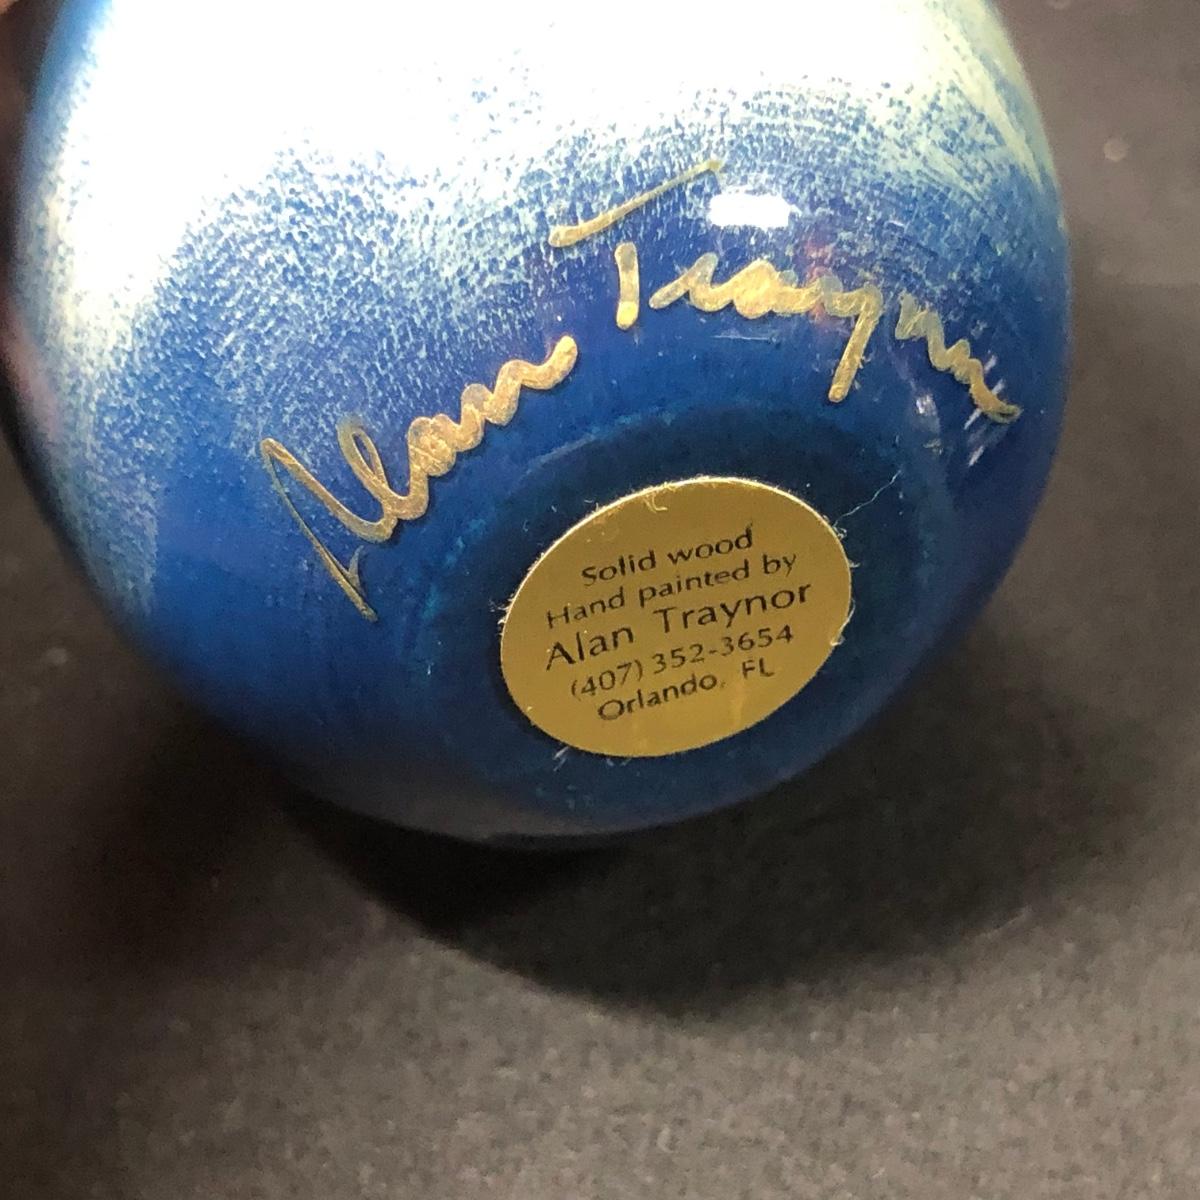 Alan Traynor
Solid wood
Hand painted by
Alan Traynor
(407) 352-3654
Orlando, FL